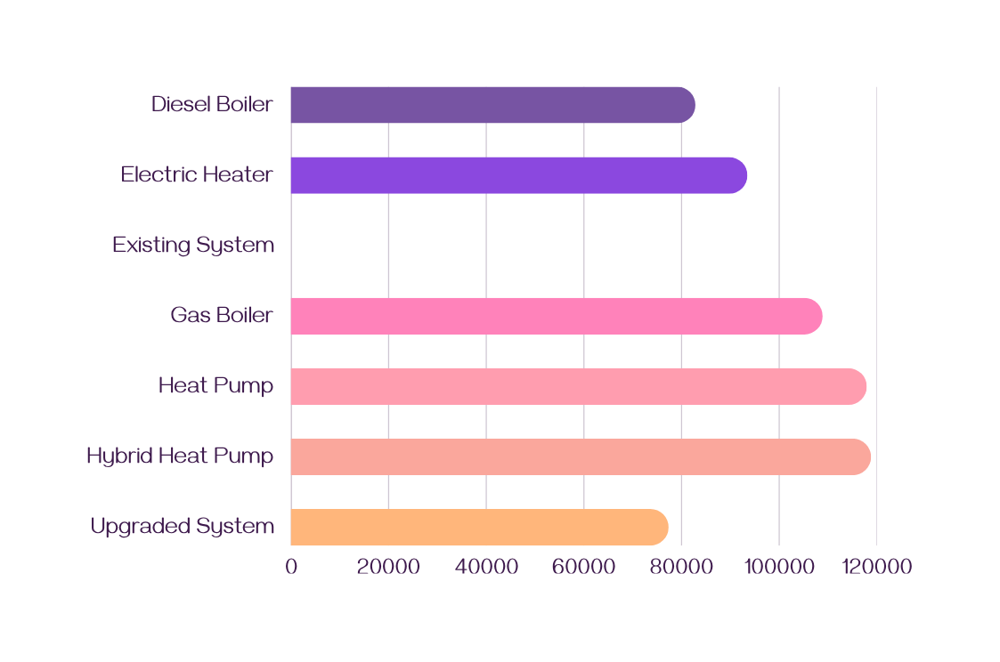 Diesel Boiler
Electric Heater
Existing System
Gas Boiler
Heat Pump
Hybrid Heat Pump
Upgraded System
0 20000 40000 60000 80000 100000 120000